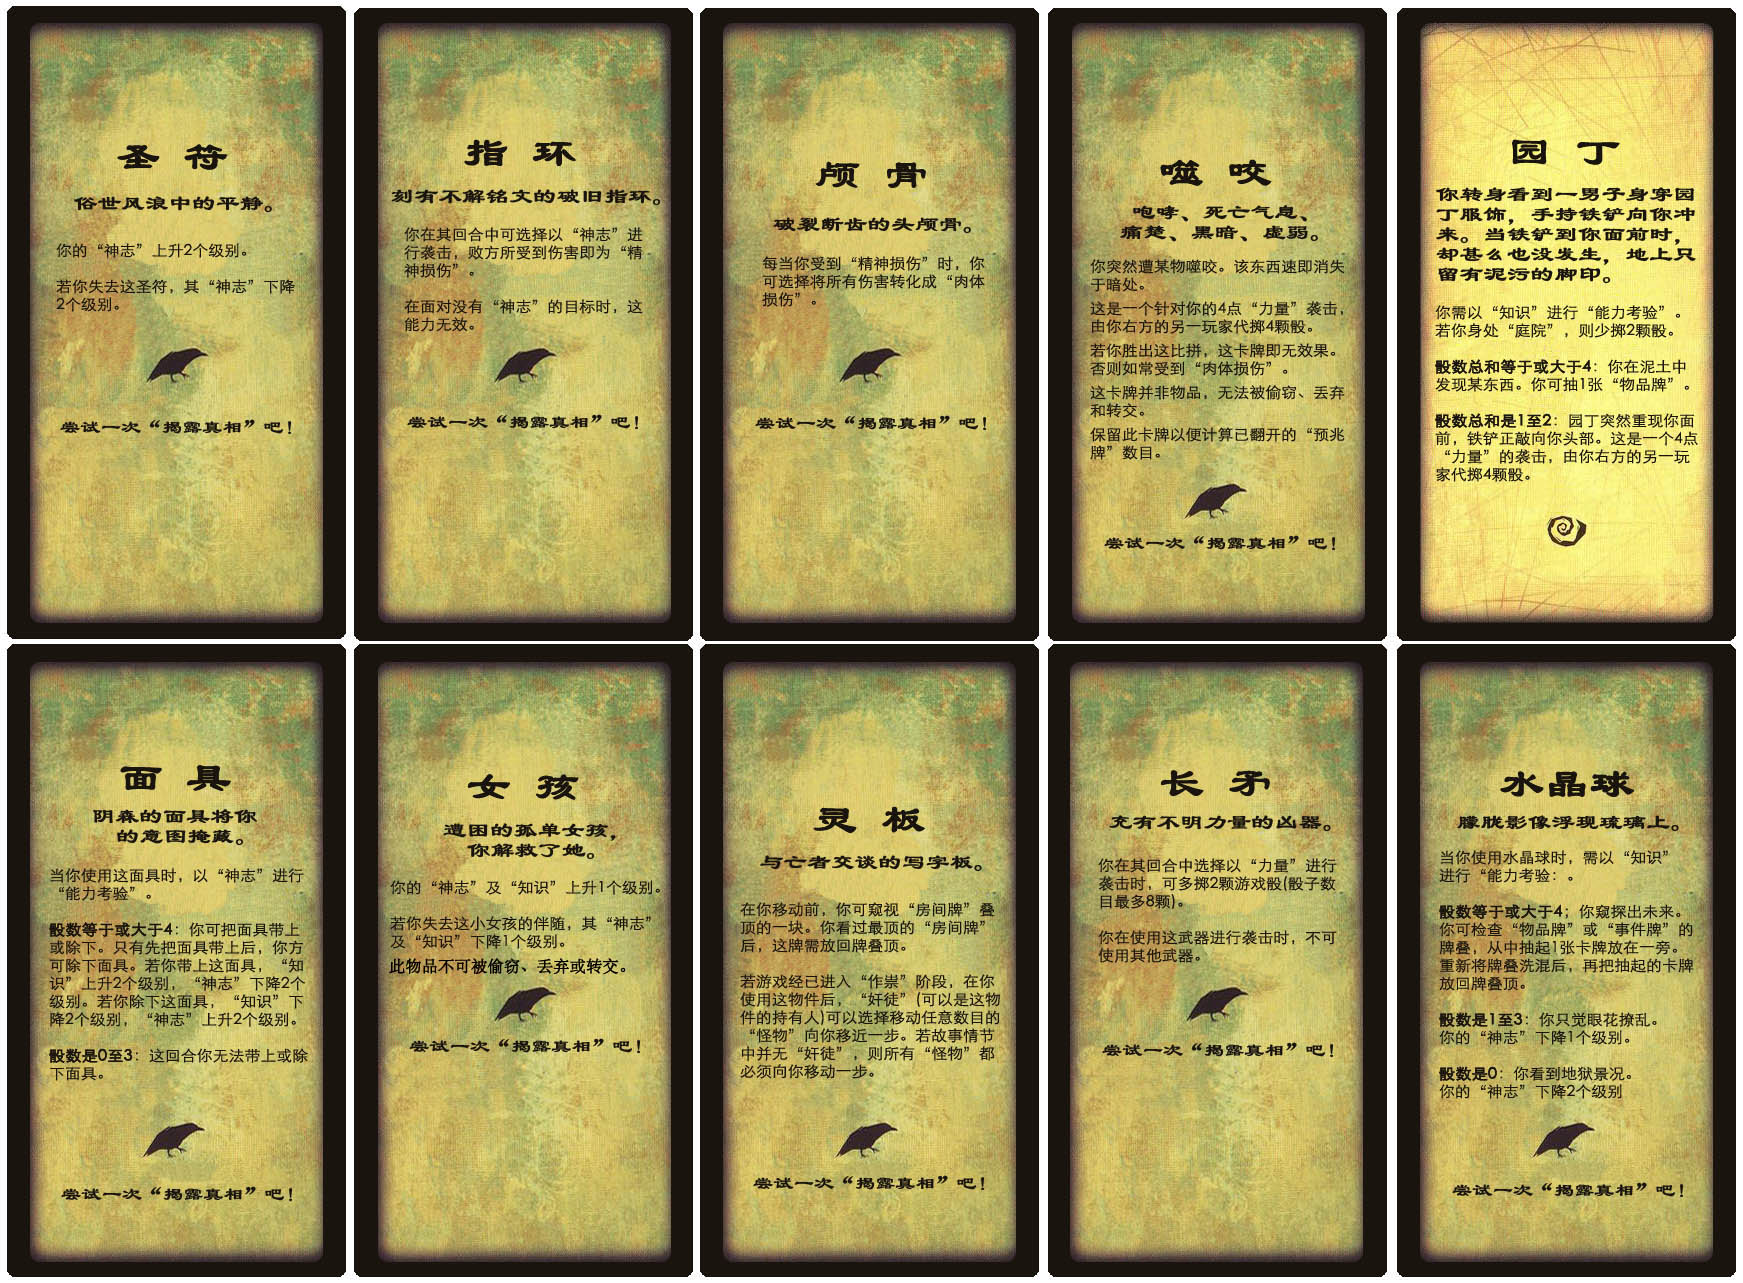 圣 符
俗世风浪中的平静。
你的“神志”上升2个级别。
若你失去这圣符，其“神志”下降
2个级别。
尝试一次“揭露真相”吧！
指 环
刻有不解铭文的破旧指环。
你在其回合中可选择以“神志”进
行袭击，败方所受到伤害即为“精
神损伤”。
在面对没有“神志”的目标时，这
能力无效。
尝试一次“揭露真相”吧！
颅 骨
破裂断齿的头颅骨。
每当你受到“精神损伤”时，你
可选择将所有伤害转化成“肉体
损伤”。
尝试一次“揭露真相”吧！
噬 咬
咆哮、死亡气息、
痛楚、黑暗、虚弱。
你突然遭某物噬咬。该东西速即消失
于暗处。
这是一个针对你的4点“力量”袭击，
由你右方的另一玩家代掷4颗骰。
若你胜出这比拼，这卡牌即无效果。
否则如常受到“肉体损伤”。
这卡牌并非物品，无法被偷窃、丢弃
和转交。
保留此卡牌以便计算已翻开的“预兆
牌”数目。
尝试一次“揭露真相”吧！
园 丁
你转身看到一男子身穿园
丁服饰，手持铁铲向你冲
来。当铁铲到你面前时，
却甚么也没发生，地上只
留有泥污的脚印。
你需以“知识”进行“能力考验”。
若你身处“庭院”，则少掷2颗骰。
骰数总和等于或大于4：你在泥土中
发现某东西。你可抽1张“物品牌”。
骰数总和是1至2：园丁突然重现你面
前，铁铲正敲向你头部。这是一个4点
“力量”的袭击，由你右方的另一玩
家代掷4颗骰。
面 具
阴森的面具将你
的意图掩藏。
当你使用这面具时，以“神志”进行
“能力考验”。
骰数等于或大于4：你可把面具带上
或除下。只有先把面具带上后，你方
可除下面具。若你带上这面具，“知
识”上升2个级别，“神志”下降2个
级别。若你除下这面具，“知识”下
降2个级别，“神志”上升2个级别。
骰数是0至3：这回合你无法带上或除
下面具。
尝试一次“揭露真相”吧！
女 孩
遭困的孤单女孩，
你解救了她。
你的“神志”及“知识”上升1个级别。
若你失去这小女孩的伴随，其“神志”
及“知识”下降1个级别。
此物品不可被偷窃、丢弃或转交。
尝试一次“揭露真相”吧！
灵 板
与亡者交谈的写字板。
在你移动前，你可窥视“房间牌”叠
顶的一块。你看过最顶的“房间牌”
后，这牌需放回牌叠顶。
若游戏经已进入“作祟”阶段，在你
使用这物件后，“奸徒”(可以是这物
件的持有人)可以选择移动任意数目的
“怪物”向你移近一步。若故事情节
中并无“奸徒”，则所有“怪物”都
必须向你移动一步。
尝试一次“揭露真相”吧！
长 矛
充有不明力量的凶器。
你在其回合中选择以“力量”进行
袭击时，可多掷2颗游戏骰(骰子数
目最多8颗)。
你在使用这武器进行袭击时，不可
使用其他武器。
尝试一次“揭露真相”吧！
水晶球
朦胧影像浮现琉璃上。
当你使用水晶球时，需以“知识”
进行“能力考验：。
骰数等于或大于4；你窥探出未来。
你可检查“物品牌”或“事件牌”的
牌叠，从中抽起1张卡牌放在一旁。
重新将牌叠洗混后，再把抽起的卡牌
放回牌叠顶。
骰数是1至3：你只觉眼花撩乱。
你的“神志”下降1个级别。
骰数是0：你看到地狱景况。
你的“神志”下降2个级别
尝试一次“揭露真相”吧！